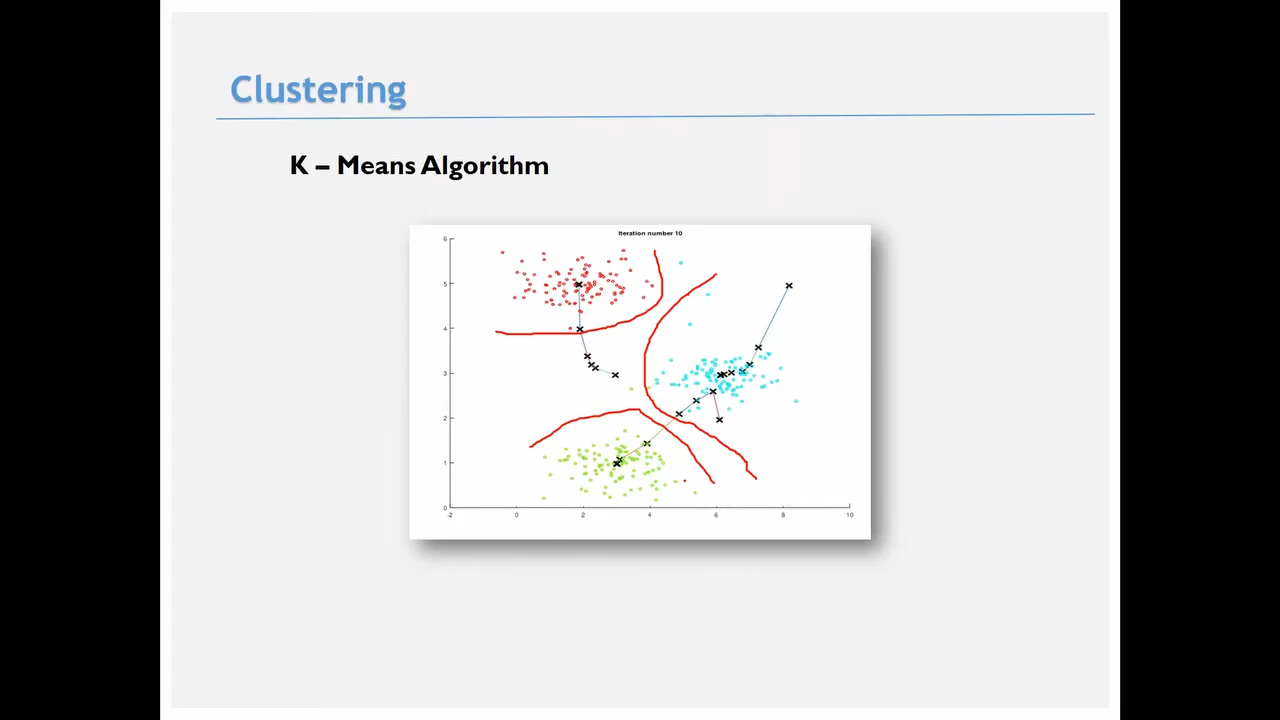 Clustering
K – Means Algorithm
Iteration number 10
6
5
4
3
2
1
0
-2 0 2 4 6 8 10